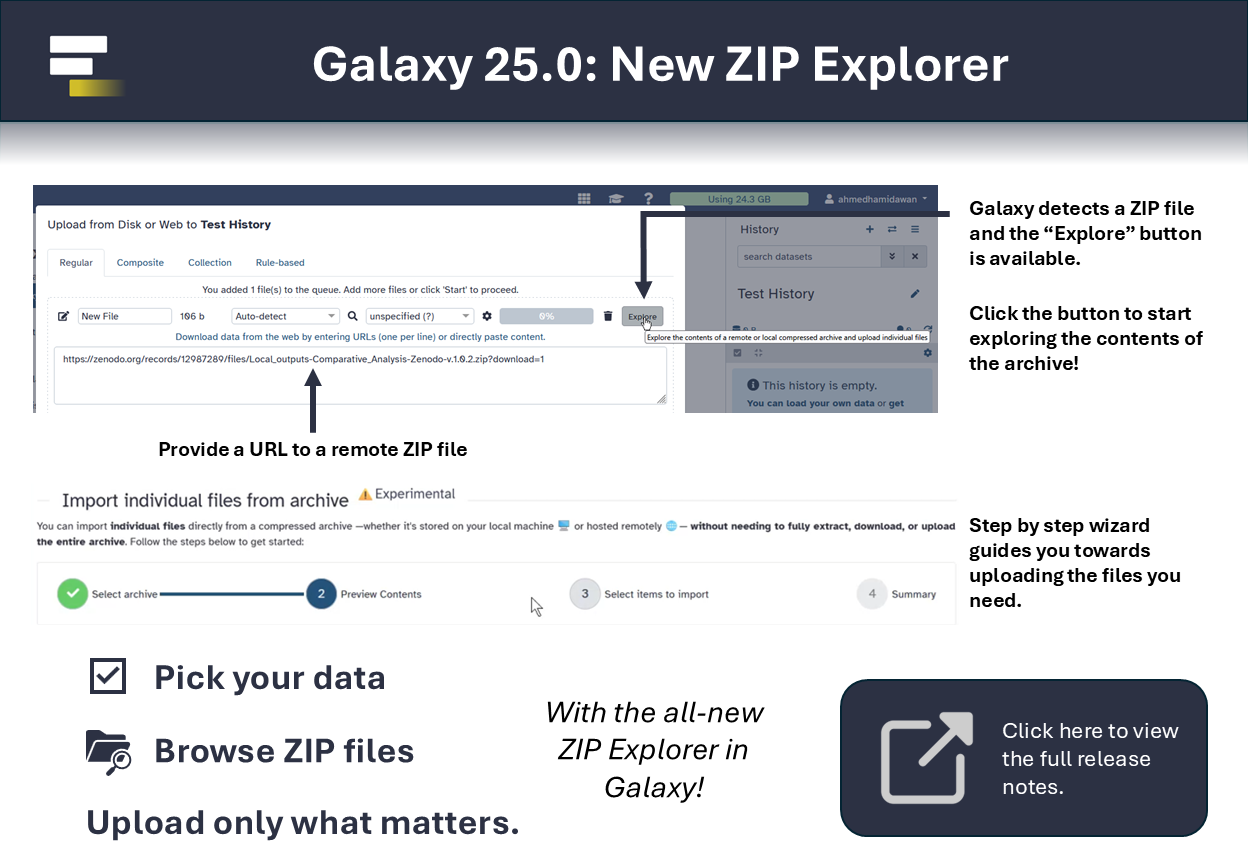 Galaxy 25.0: New ZIP Explorer
Using 24.3 GB
ahmedhamidawan
Upload from Disk or Web to Test History
Regular
Composite
Collection
Rule-based
You added 1 file(s) to the queue. Add more files or click 'Start' to proceed.
New File
106 b
Auto-detect
unspecified (?)
0%
Explore
Explore the contents of a remote or local compressed archive and upload individual files
Download data from the web by entering URLs (one per line) or directly paste content.
https://zenodo.org/records/12987289/files/Local_outputs-Comparative_Analysis-Zenodo-v.1.0.2.zip?download=1
History
search datasets
Test History
This history is empty.
You can load your own data or get
Galaxy detects a ZIP file
and the “Explore” button
is available.
Click the button to start
exploring the contents of
the archive!
Provide a URL to a remote ZIP file
Import individual files from archive
Experimental
You can import individual files directly from a compressed archive —whether it's stored on your local machine or hosted remotely — without needing to fully extract, download, or upload
the entire archive. Follow the steps below to get started:
Select archive
2 Preview Contents
3 Select items to import
4 Summary
Step by step wizard
guides you towards
uploading the files you
need.
Pick your data
Browse ZIP files
Upload only what matters.
With the all-new
ZIP Explorer in
Galaxy!
Click here to view
the full release
notes.